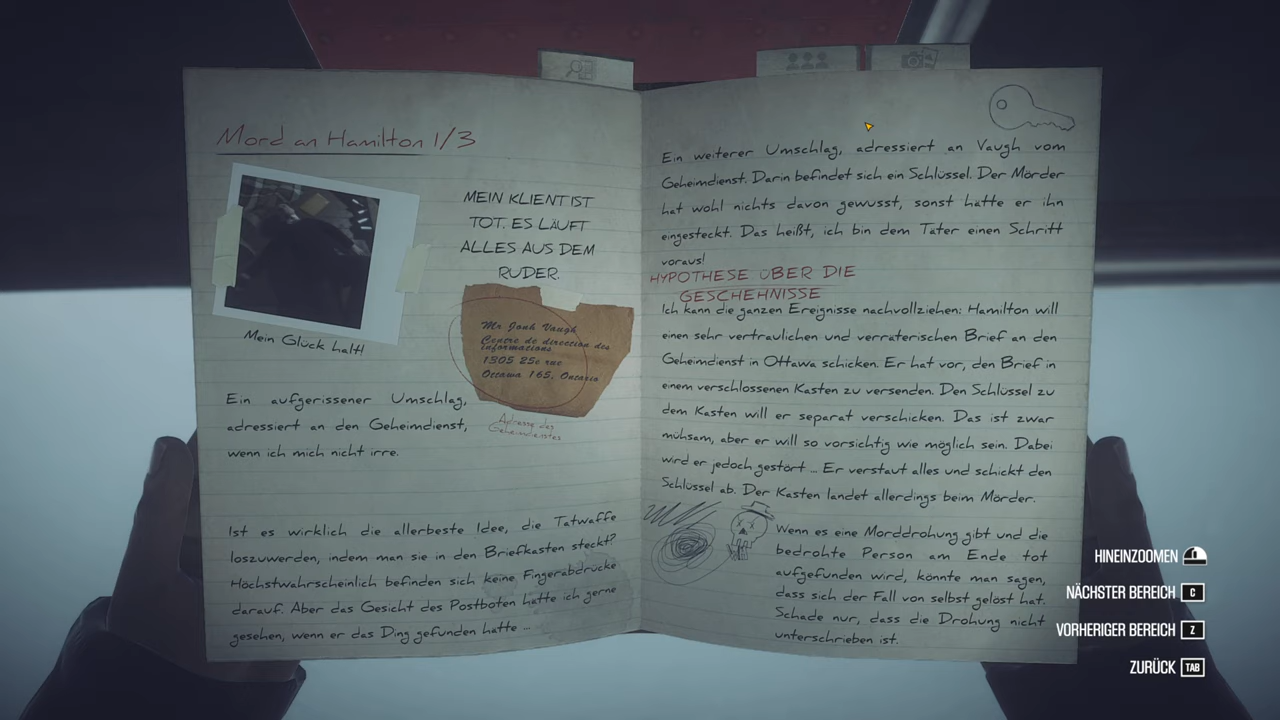 Mord an Hamilton 1/3
MEIN KLIENT IST
TOT. ES LÄUFT
ALLES AUS DEM
RUDER.
Mein Glück halt!
Mr Jonh Vaugh
Centre de direction des
informations
1305 25e rue
Ottawa 165, Ontario
Adresse des
Geheimdienstes
Ein aufgerissener Umschlag,
adressiert an den Geheimdienst,
wenn ich mich nicht irre.
Ist es wirklich die allerbeste Idee, die Tatwaffe
loszuwerden, indem man sie in den Briefkasten steckt?
Höchstwahrscheinlich befinden sich keine Fingerabdrücke
darauf. Aber das Gesicht des Postboten hätte ich gerne
gesehen, wenn er das Ding gefunden hätte ...
Ein weiterer Umschlag, adressiert an Vaugh vom
Geheimdienst. Darin befindet sich ein Schlüssel. Der Mörder
hat wohl nichts davon gewusst, sonst hätte er ihn
eingesteckt. Das heißt, ich bin dem Täter einen Schritt
voraus!
HYPOTHESE ÜBER DIE
GESCHEHNISSE
Ich kann die ganzen Ereignisse nachvollziehen: Hamilton will
einen sehr vertraulichen und verräterischen Brief an den
Geheimdienst in Ottawa schicken. Er hat vor, den Brief in
einem verschlossenen Kasten zu versenden. Den Schlüssel zu
dem Kasten will er separat verschicken. Das ist zwar
mühsam, aber er will so vorsichtig wie möglich sein. Dabei
wird er jedoch gestört ... Er verstaut alles und schickt den
Schlüssel ab. Der Kasten landet allerdings beim Mörder.
Wenn es eine Morddrohung gibt und die
bedrohte Person am Ende tot
aufgefunden wird, könnte man sagen,
dass sich der Fall von selbst gelöst hat.
Schade nur, dass die Drohung nicht
unterschrieben ist.
HINEINZOOMEN
NÄCHSTER BEREICH C
VORHERIGER BEREICH Z
ZURÜCK TAB